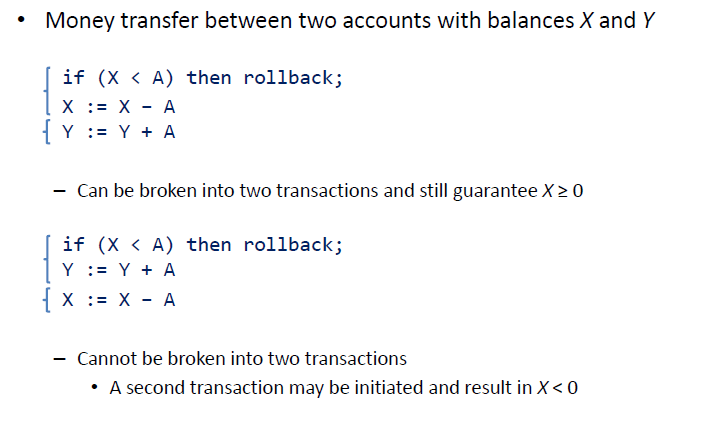 • Money transfer between two accounts with balances X and Y
if (X < A) then rollback;
X := X - A
Y := Y + A
– Can be broken into two transactions and still guarantee X ≥ 0
if (X < A) then rollback;
Y := Y + A
X := X - A
– Cannot be broken into two transactions
• A second transaction may be initiated and result in X < 0